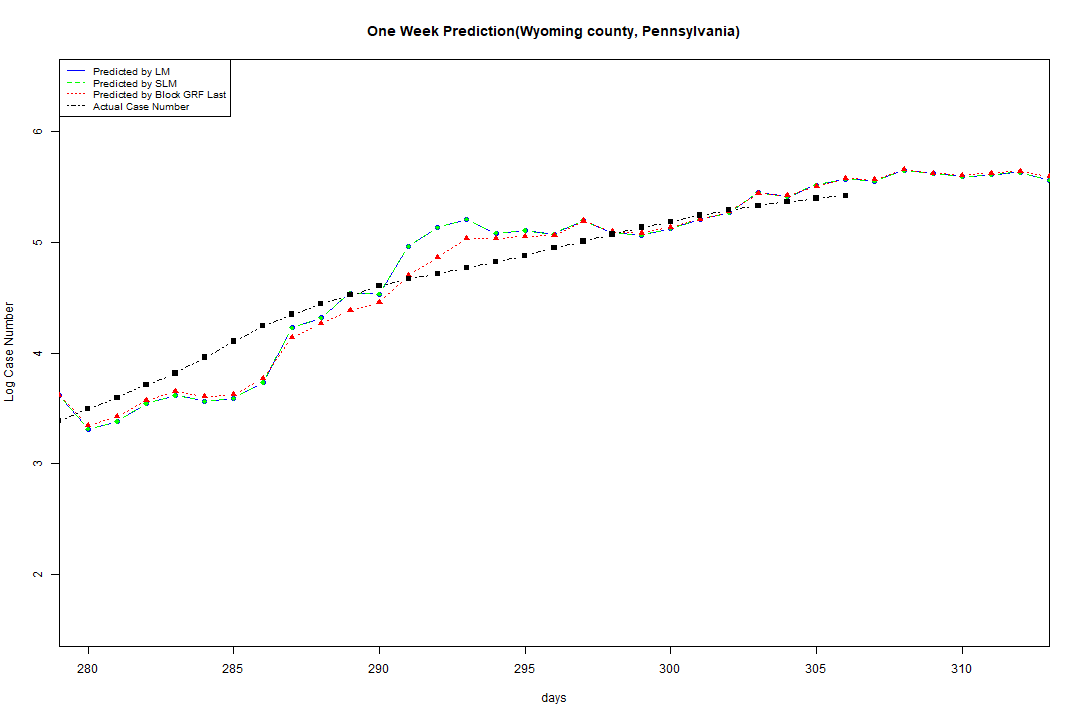 One Week Prediction(Wyoming county, Pennsylvania)
Predicted by LM
Predicted by SLM
Predicted by Block GRF Last
Actual Case Number
6
5
4
3
2
Log Case Number
280 285 290 295 300 305 310
days